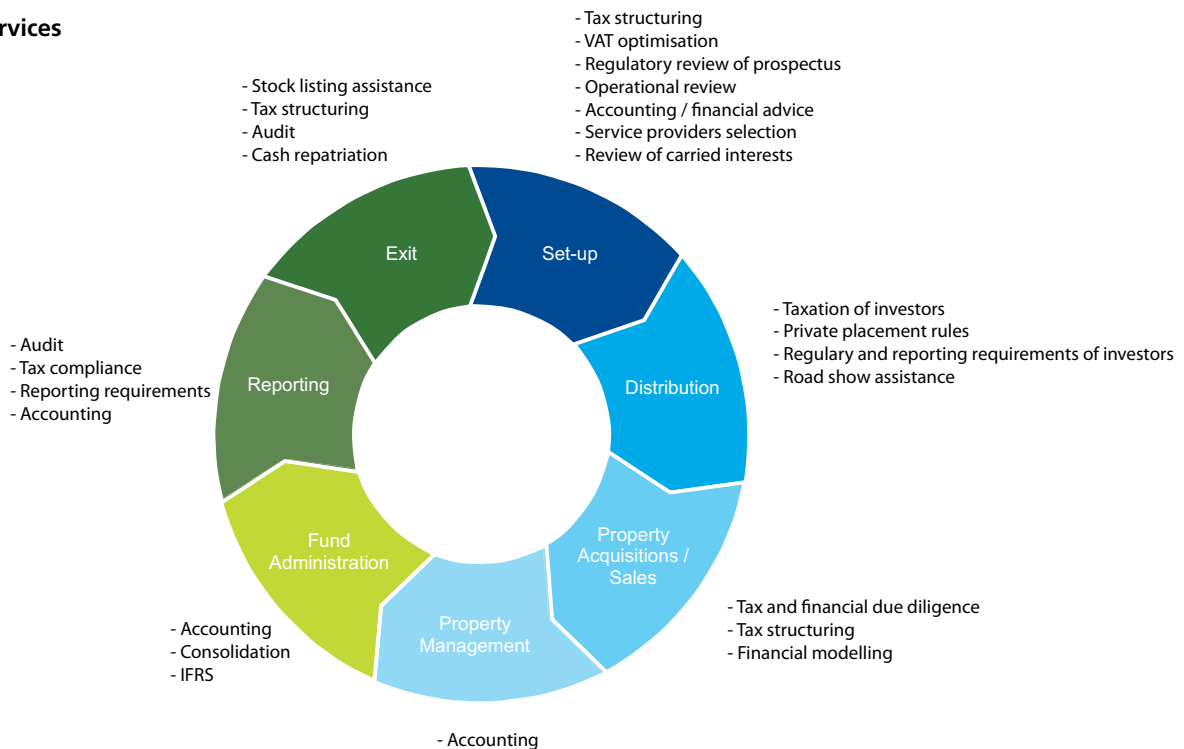 rvices
- Tax structuring
- VAT optimisation
- Regulatory review of prospectus
- Operational review
- Accounting / financial advice
- Service providers selection
- Review of carried interests
- Stock listing assistance
- Tax structuring
- Audit
- Cash repatriation
Exit
Set-up
- Taxation of investors
- Private placement rules
- Regulary and reporting requirements of investors
- Road show assistance
- Audit
- Tax compliance
- Reporting requirements
- Accounting
Reporting
Distribution
Fund
Administration
Property
Acquisitions /
Sales
Property
Management
- Tax and financial due diligence
- Tax structuring
- Financial modelling
- Accounting
- Consolidation
- IFRS
- Accounting